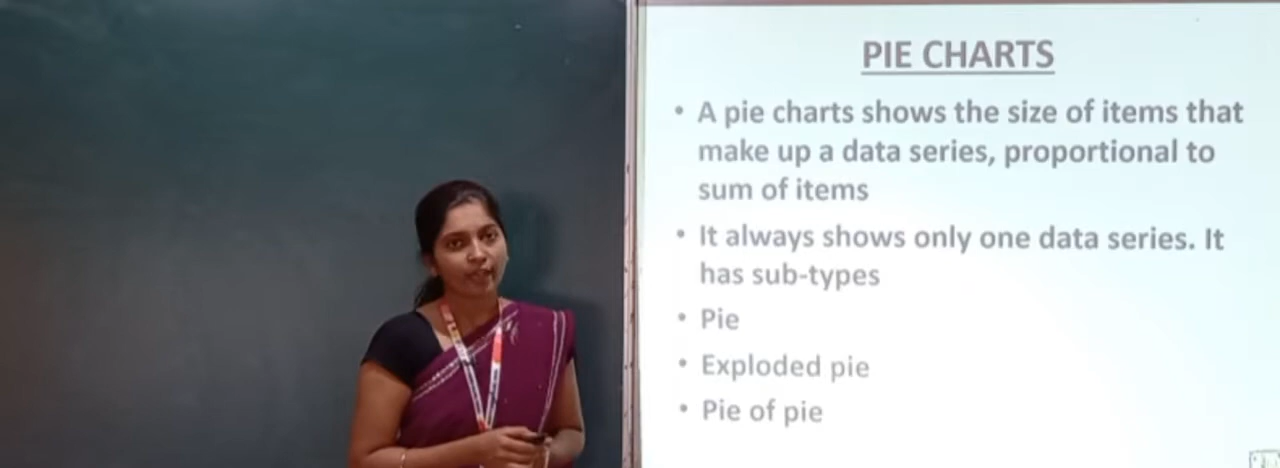 PIE CHARTS
• A pie charts shows the size of items that
make up a data series, proportional to
sum of items
• It always shows only one data series. It
has sub-types
• Pie
• Exploded pie
• Pie of pie